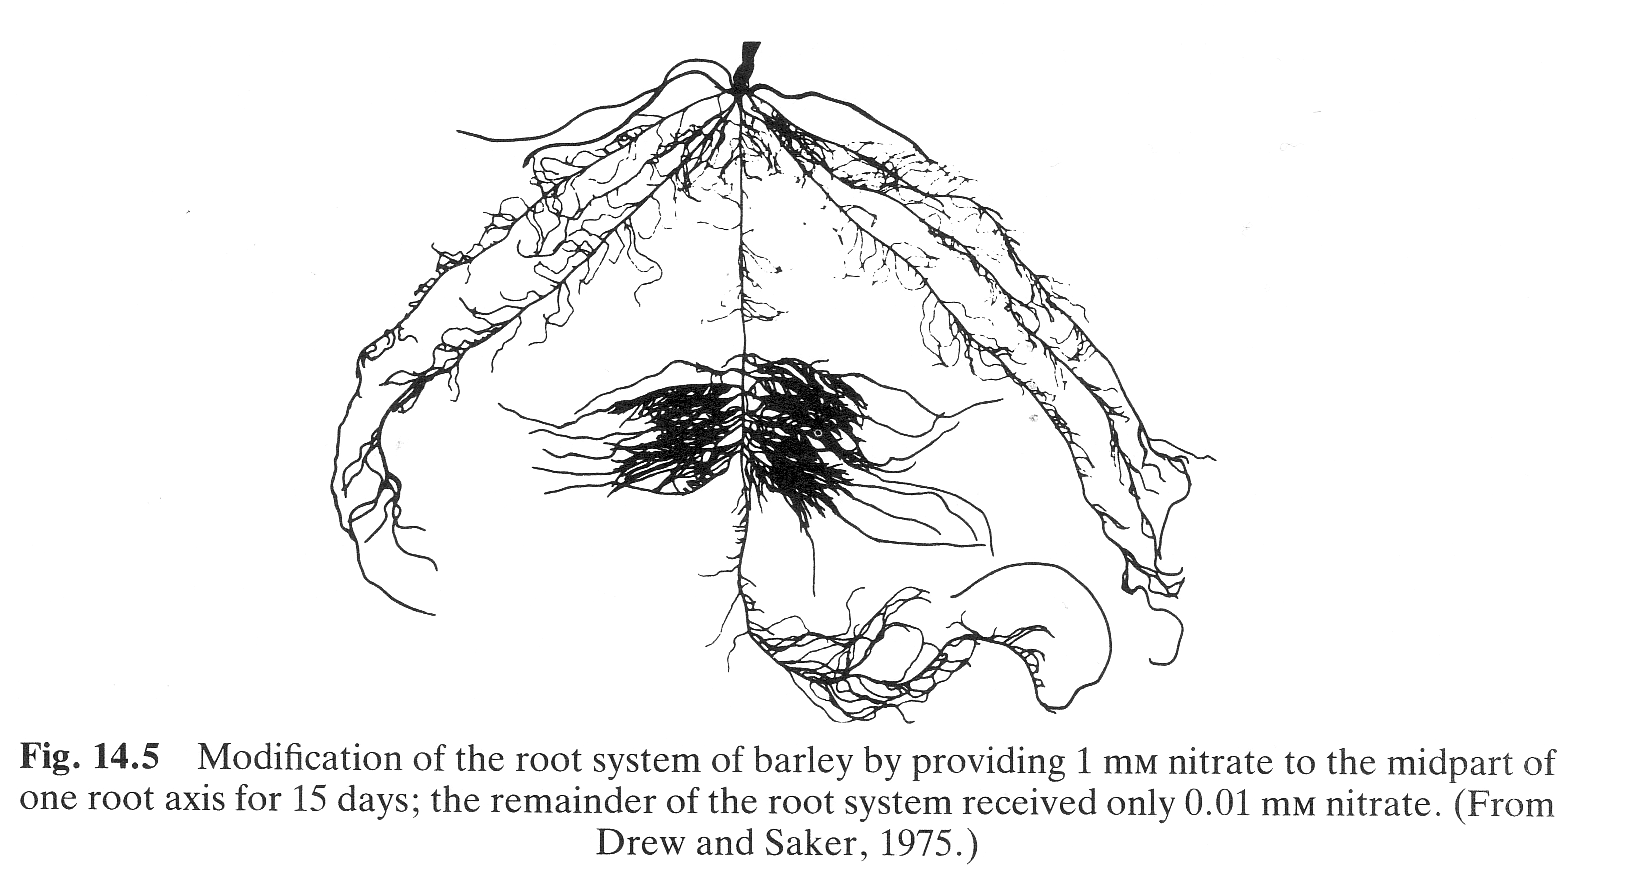 Fig. 14.5 Modification of the root system of barley by providing 1 mM nitrate to the midpart of
one root axis for 15 days; the remainder of the root system received only 0.01 mM nitrate. (From
Drew and Saker, 1975.)